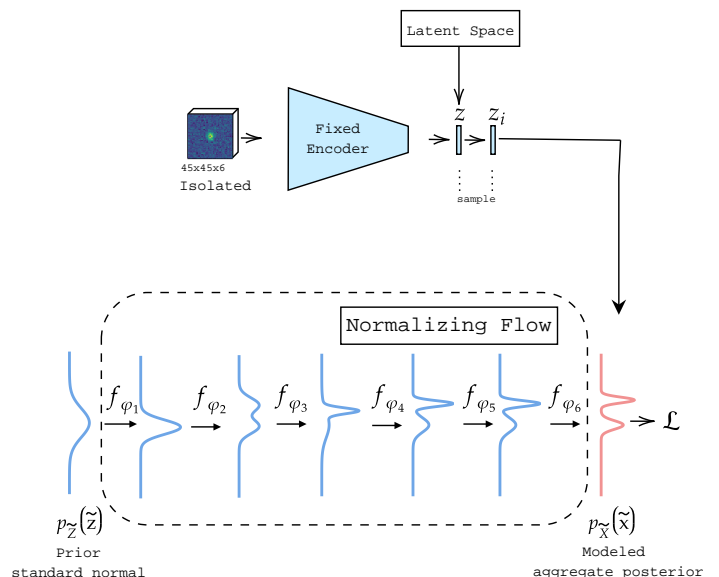 Latent Space
z
z_i
Fixed
Encoder
45x45x6
Isolated
sample
Normalizing Flow
f_φ1
f_φ2
f_φ3
f_φ4
f_φ5
f_φ6
ℒ
p_Z̃(z̃)
p_X̃(x̃)
Prior
standard normal
Modeled
aggregate posterior